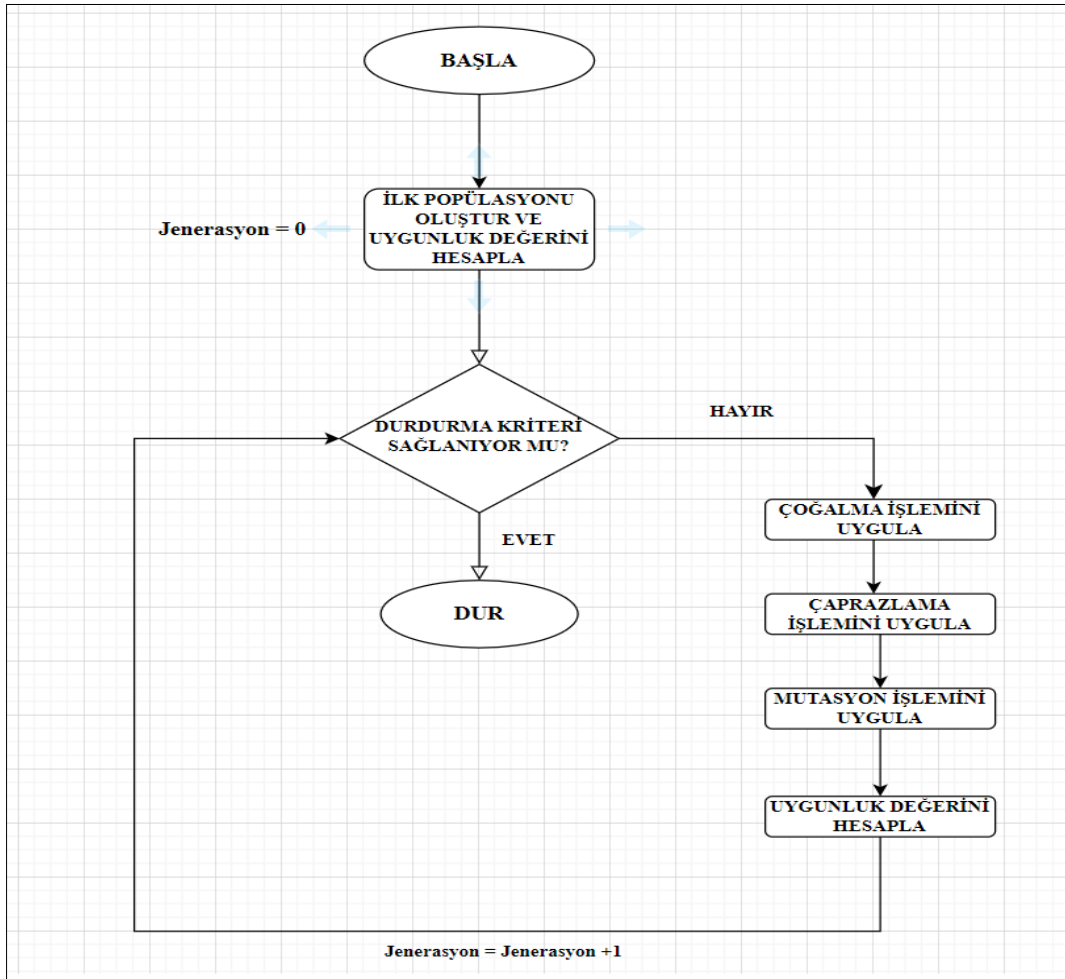 BAŞLA
İLK POPÜLASYONU
OLUŞTUR VE
UYGUNLUK DEĞERİNİ
HESAPLA
Jenerasyon = 0
DURDURMA KRİTERİ
SAĞLANIYOR MU?
HAYIR
EVET
DUR
ÇOĞALMA İŞLEMİNİ
UYGULA
ÇAPRAZLAMA
İŞLEMİNİ UYGULA
MUTASYON İŞLEMİNİ
UYGULA
UYGUNLUK DEĞERİNİ
HESAPLA
Jenerasyon = Jenerasyon +1